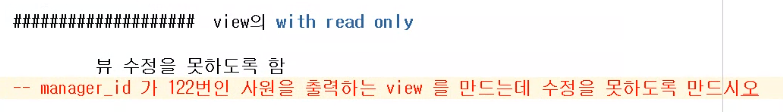 ####################  view의 with read only
뷰 수정을 못하도록 함
-- manager_id 가 122번인 사원을 출력하는 view 를 만드는데 수정을 못하도록 만드시오